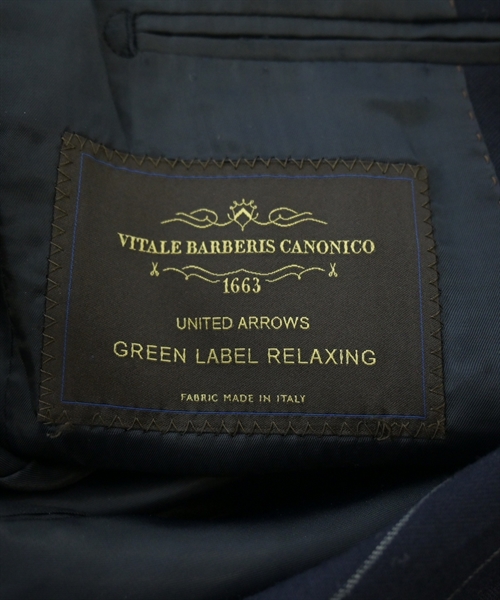 VITALE BARBERIS CANONICO
1663
UNITED ARROWS
GREEN LABEL RELAXING
FABRIC MADE IN ITALY